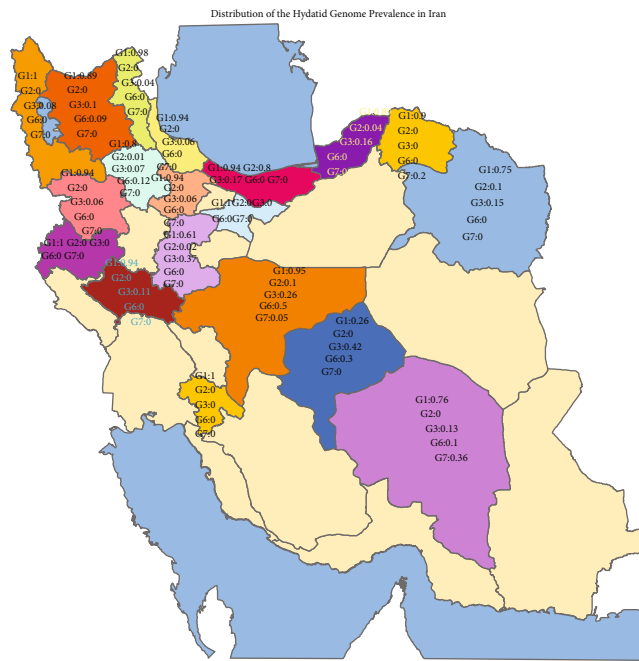 Distribution of the Hydatid Genome Prevalence in Iran
G1:1
G2:0
G3:0.08
G6:0
G7:0
G1:0.89
G2:0
G3:0.1
G6:0.09
G7:0
G1:0.98
G2:0
G3:0.04
G6:0
G7:0
G1:0.94
G2:0
G3:0.06
G6:0
G7:0
G1:0.8
G2:0.01
G3:0.07
G6:0.12
G7:0
G1:0.94
G2:0
G3:0.06
G6:0
G7:0
G1:0.94
G2:0
G3:0.06
G6:0
G7:0
G1:0.94 G2:0.8
G3:0.17 G6:0 G7:0
G1:1 G2:0 G3:0
G6:0 G7:0
G1:0.61
G2:0.02
G3:0.37
G6:0
G7:0
G1:1 G2:0 G3:0
G6:0 G7:0
G1:0.94
G2:0
G3:0.11
G6:0
G7:0
G2:0.04
G3:0.16
G6:0
G7:0
G1:0.9
G2:0
G3:0
G6:0
G7:0.2
G1:0.75
G2:0.1
G3:0.15
G6:0
G7:0
G1:0.95
G2:0.1
G3:0.26
G6:0.5
G7:0.05
G1:0.26
G2:0
G3:0.42
G6:0.3
G7:0
G1:1
G2:0
G3:0
G6:0
G7:0
G1:0.76
G2:0
G3:0.13
G6:0.1
G7:0.36